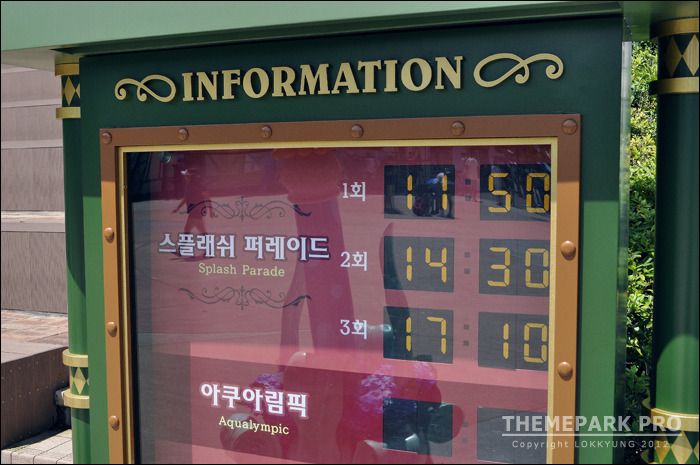 INFORMATION
1회 11:50
스플래쉬 퍼레이드
Splash Parade
2회 14:30
3회 17:10
아쿠아림픽
Aqualympic
THEMEPARK PRO
Copyright LOKKYUNG 2012